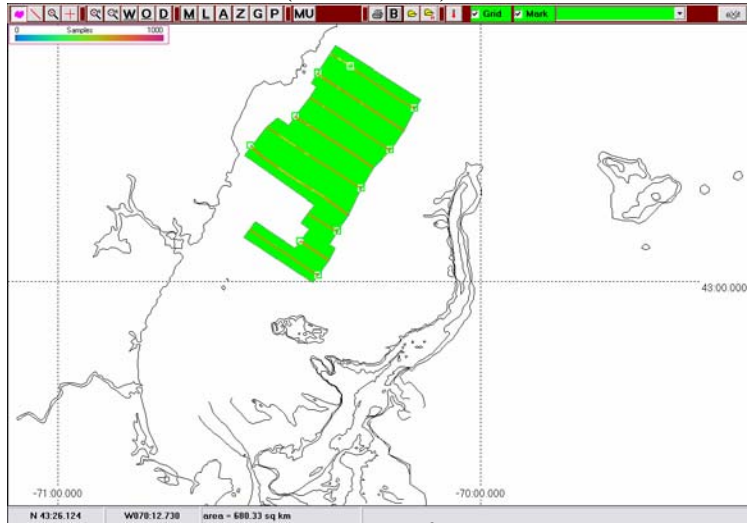 W O D M L A Z G P MU B Grid Mark exit
0 Samples 1000
43:00.000
-71:00.000 -70:00.000
N 43:26.124 W070:12.730 area = 680.33 sq km